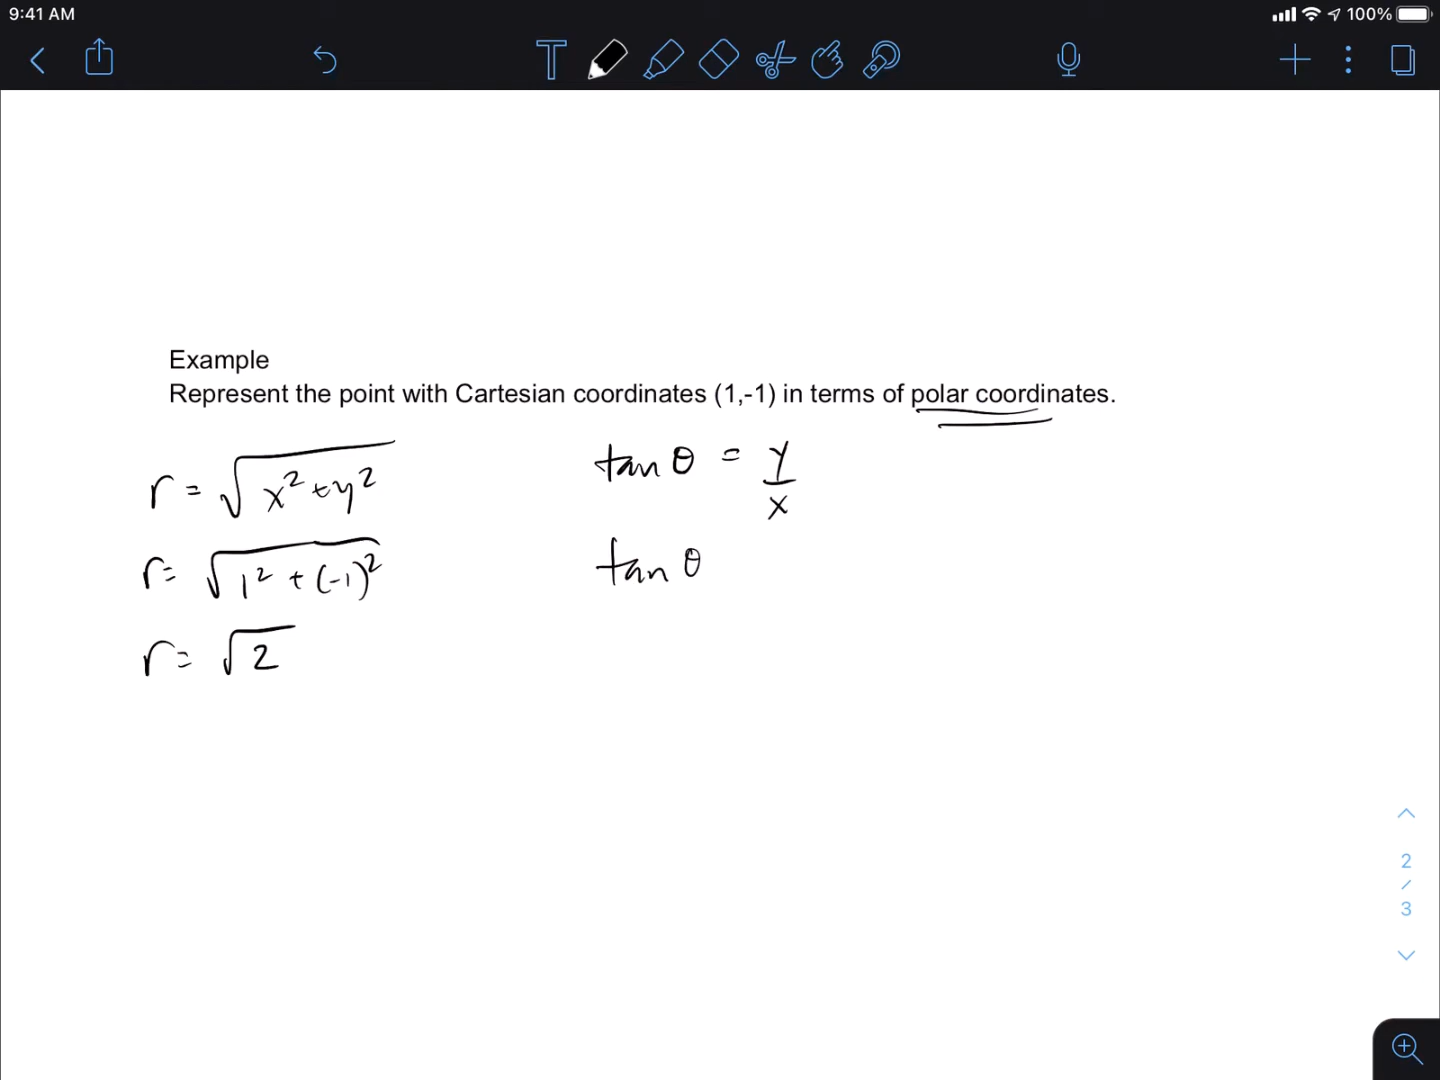 9:41 AM 100%
T
Example
Represent the point with Cartesian coordinates (1,-1) in terms of polar coordinates.
r = √(x² + y²)
tan θ = y/x
r = √(1² + (-1)²)
tan θ
r = √2
2
/
3